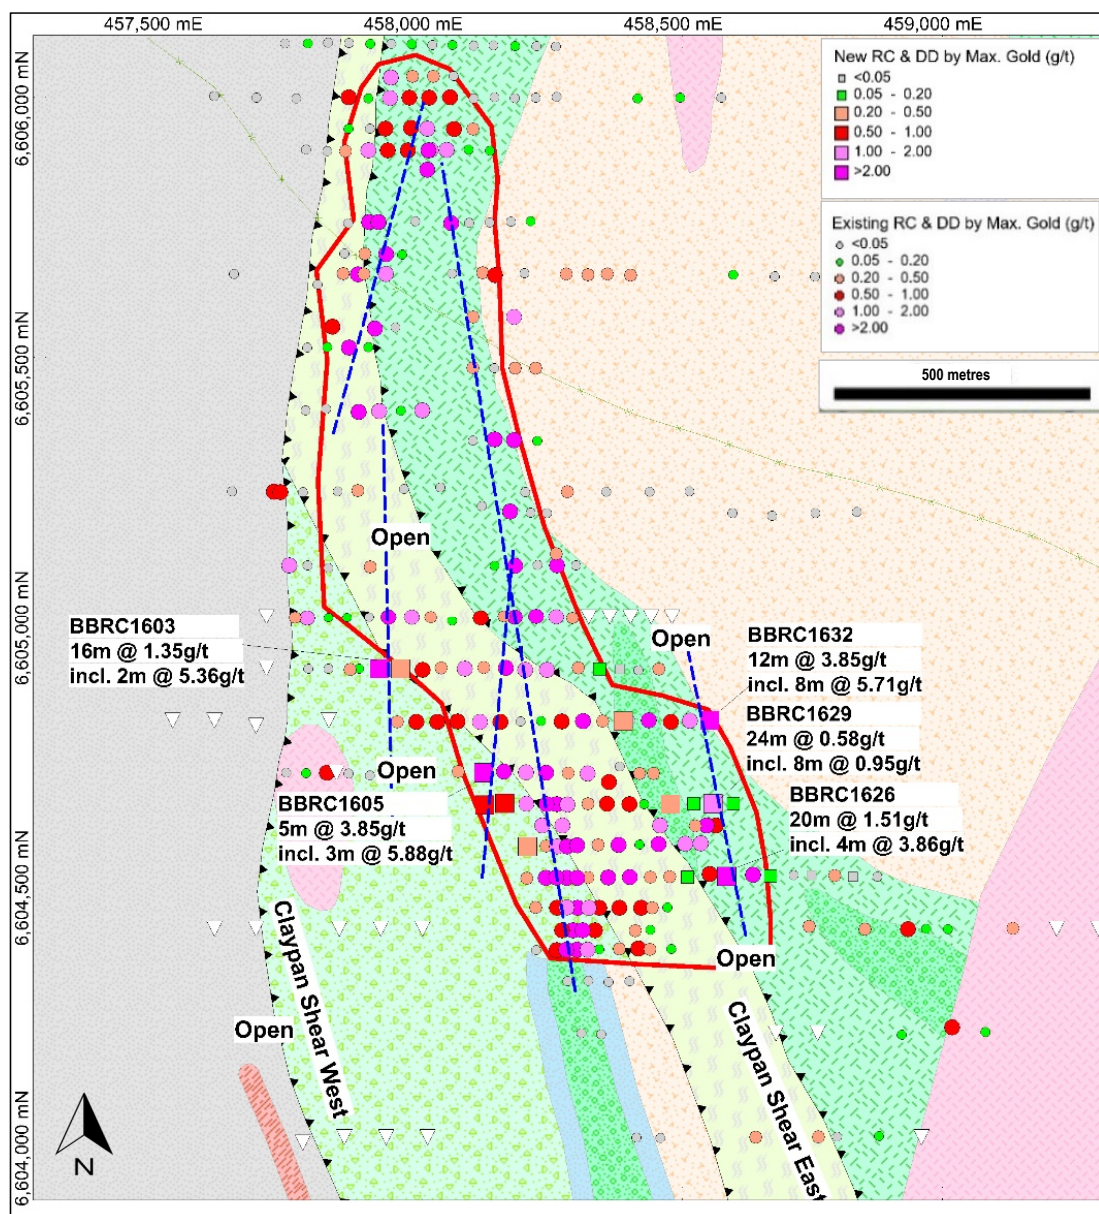 457,500 mE
458,000 mE
458,500 mE
459,000 mE
6,606,000 mN
6,605,500 mN
6,605,000 mN
6,604,500 mN
6,604,000 mN
New RC & DD by Max. Gold (g/t)
<0.05
0.05 - 0.20
0.20 - 0.50
0.50 - 1.00
1.00 - 2.00
>2.00
Existing RC & DD by Max. Gold (g/t)
<0.05
0.05 - 0.20
0.20 - 0.50
0.50 - 1.00
1.00 - 2.00
>2.00
500 metres
Open
BBRC1603
16m @ 1.35g/t
incl. 2m @ 5.36g/t
Open
BBRC1632
12m @ 3.85g/t
incl. 8m @ 5.71g/t
BBRC1629
24m @ 0.58g/t
incl. 8m @ 0.95g/t
Open
BBRC1605
5m @ 3.85g/t
incl. 3m @ 5.88g/t
BBRC1626
20m @ 1.51g/t
incl. 4m @ 3.86g/t
Open
Open
Claypan Shear West
Claypan Shear East
N